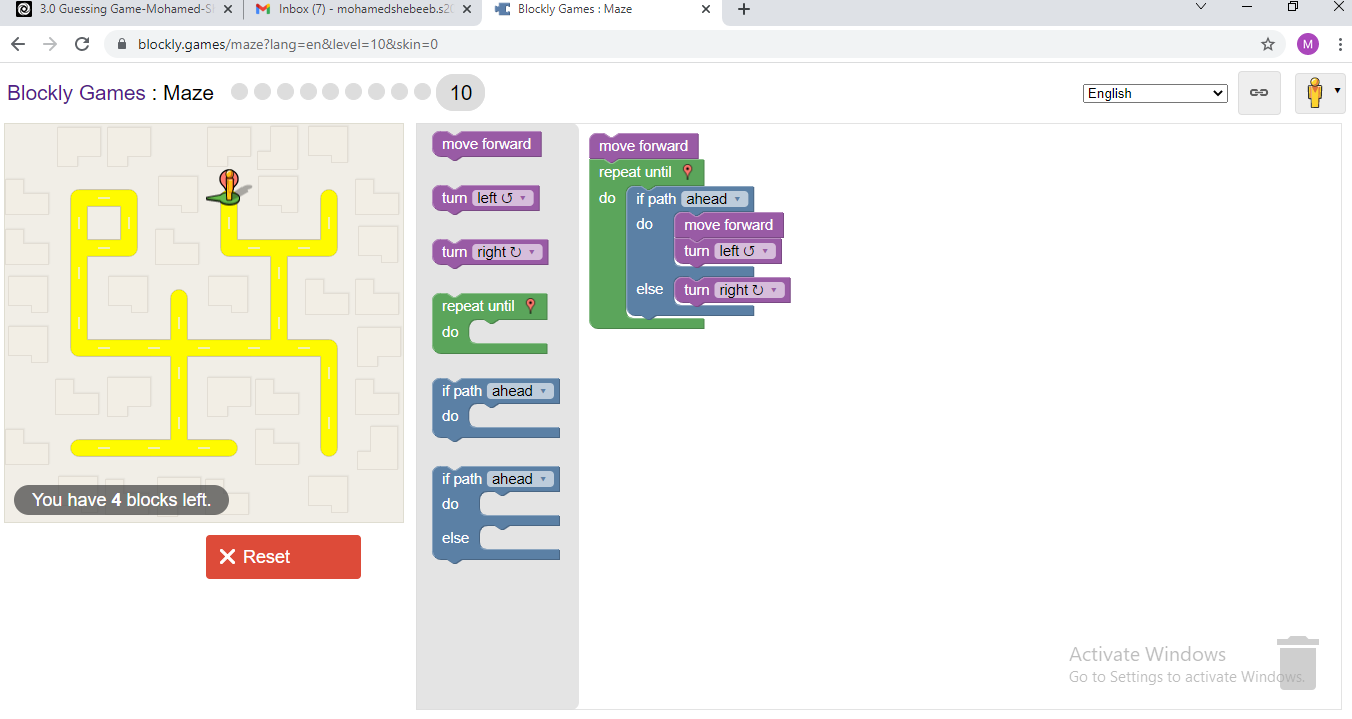 3.0 Guessing Game-Mohamed-S
Inbox (7) - mohamedshebeeb.s20
Blockly Games : Maze
blockly.games/maze?lang=en&level=10&skin=0
M
Blockly Games : Maze
10
English
move forward
turn left ↺
turn right ↻
repeat until
do
if path ahead
do
if path ahead
do
else
move forward
repeat until
do
if path ahead
do
move forward
turn left ↺
else
turn right ↻
You have 4 blocks left.
Reset
Activate Windows
Go to Settings to activate Windows.